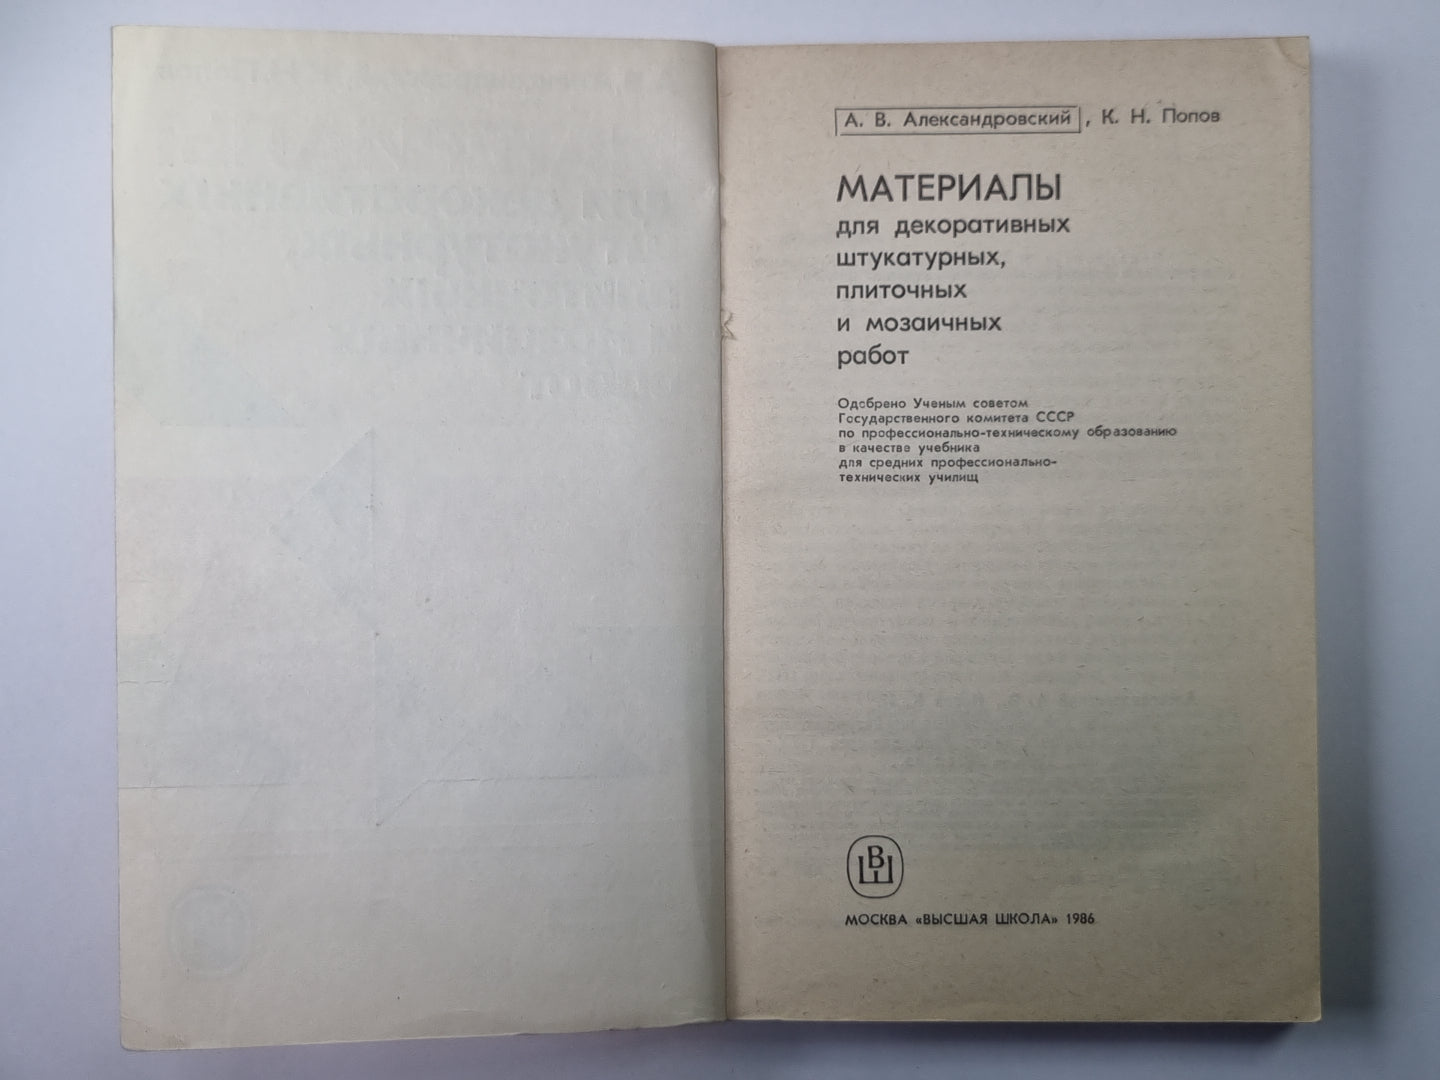 А. В. Александровский, К. Н. Попов
МАТЕРИАЛЫ
для декоративных
штукатурных,
плиточных
и мозаичных
работ
Одобрено Ученым советом
Государственного комитета СССР
по профессионально-техническому образованию
в качестве учебника
для средних профессионально-
технических училищ
ВШ
МОСКВА «ВЫСШАЯ ШКОЛА» 1986